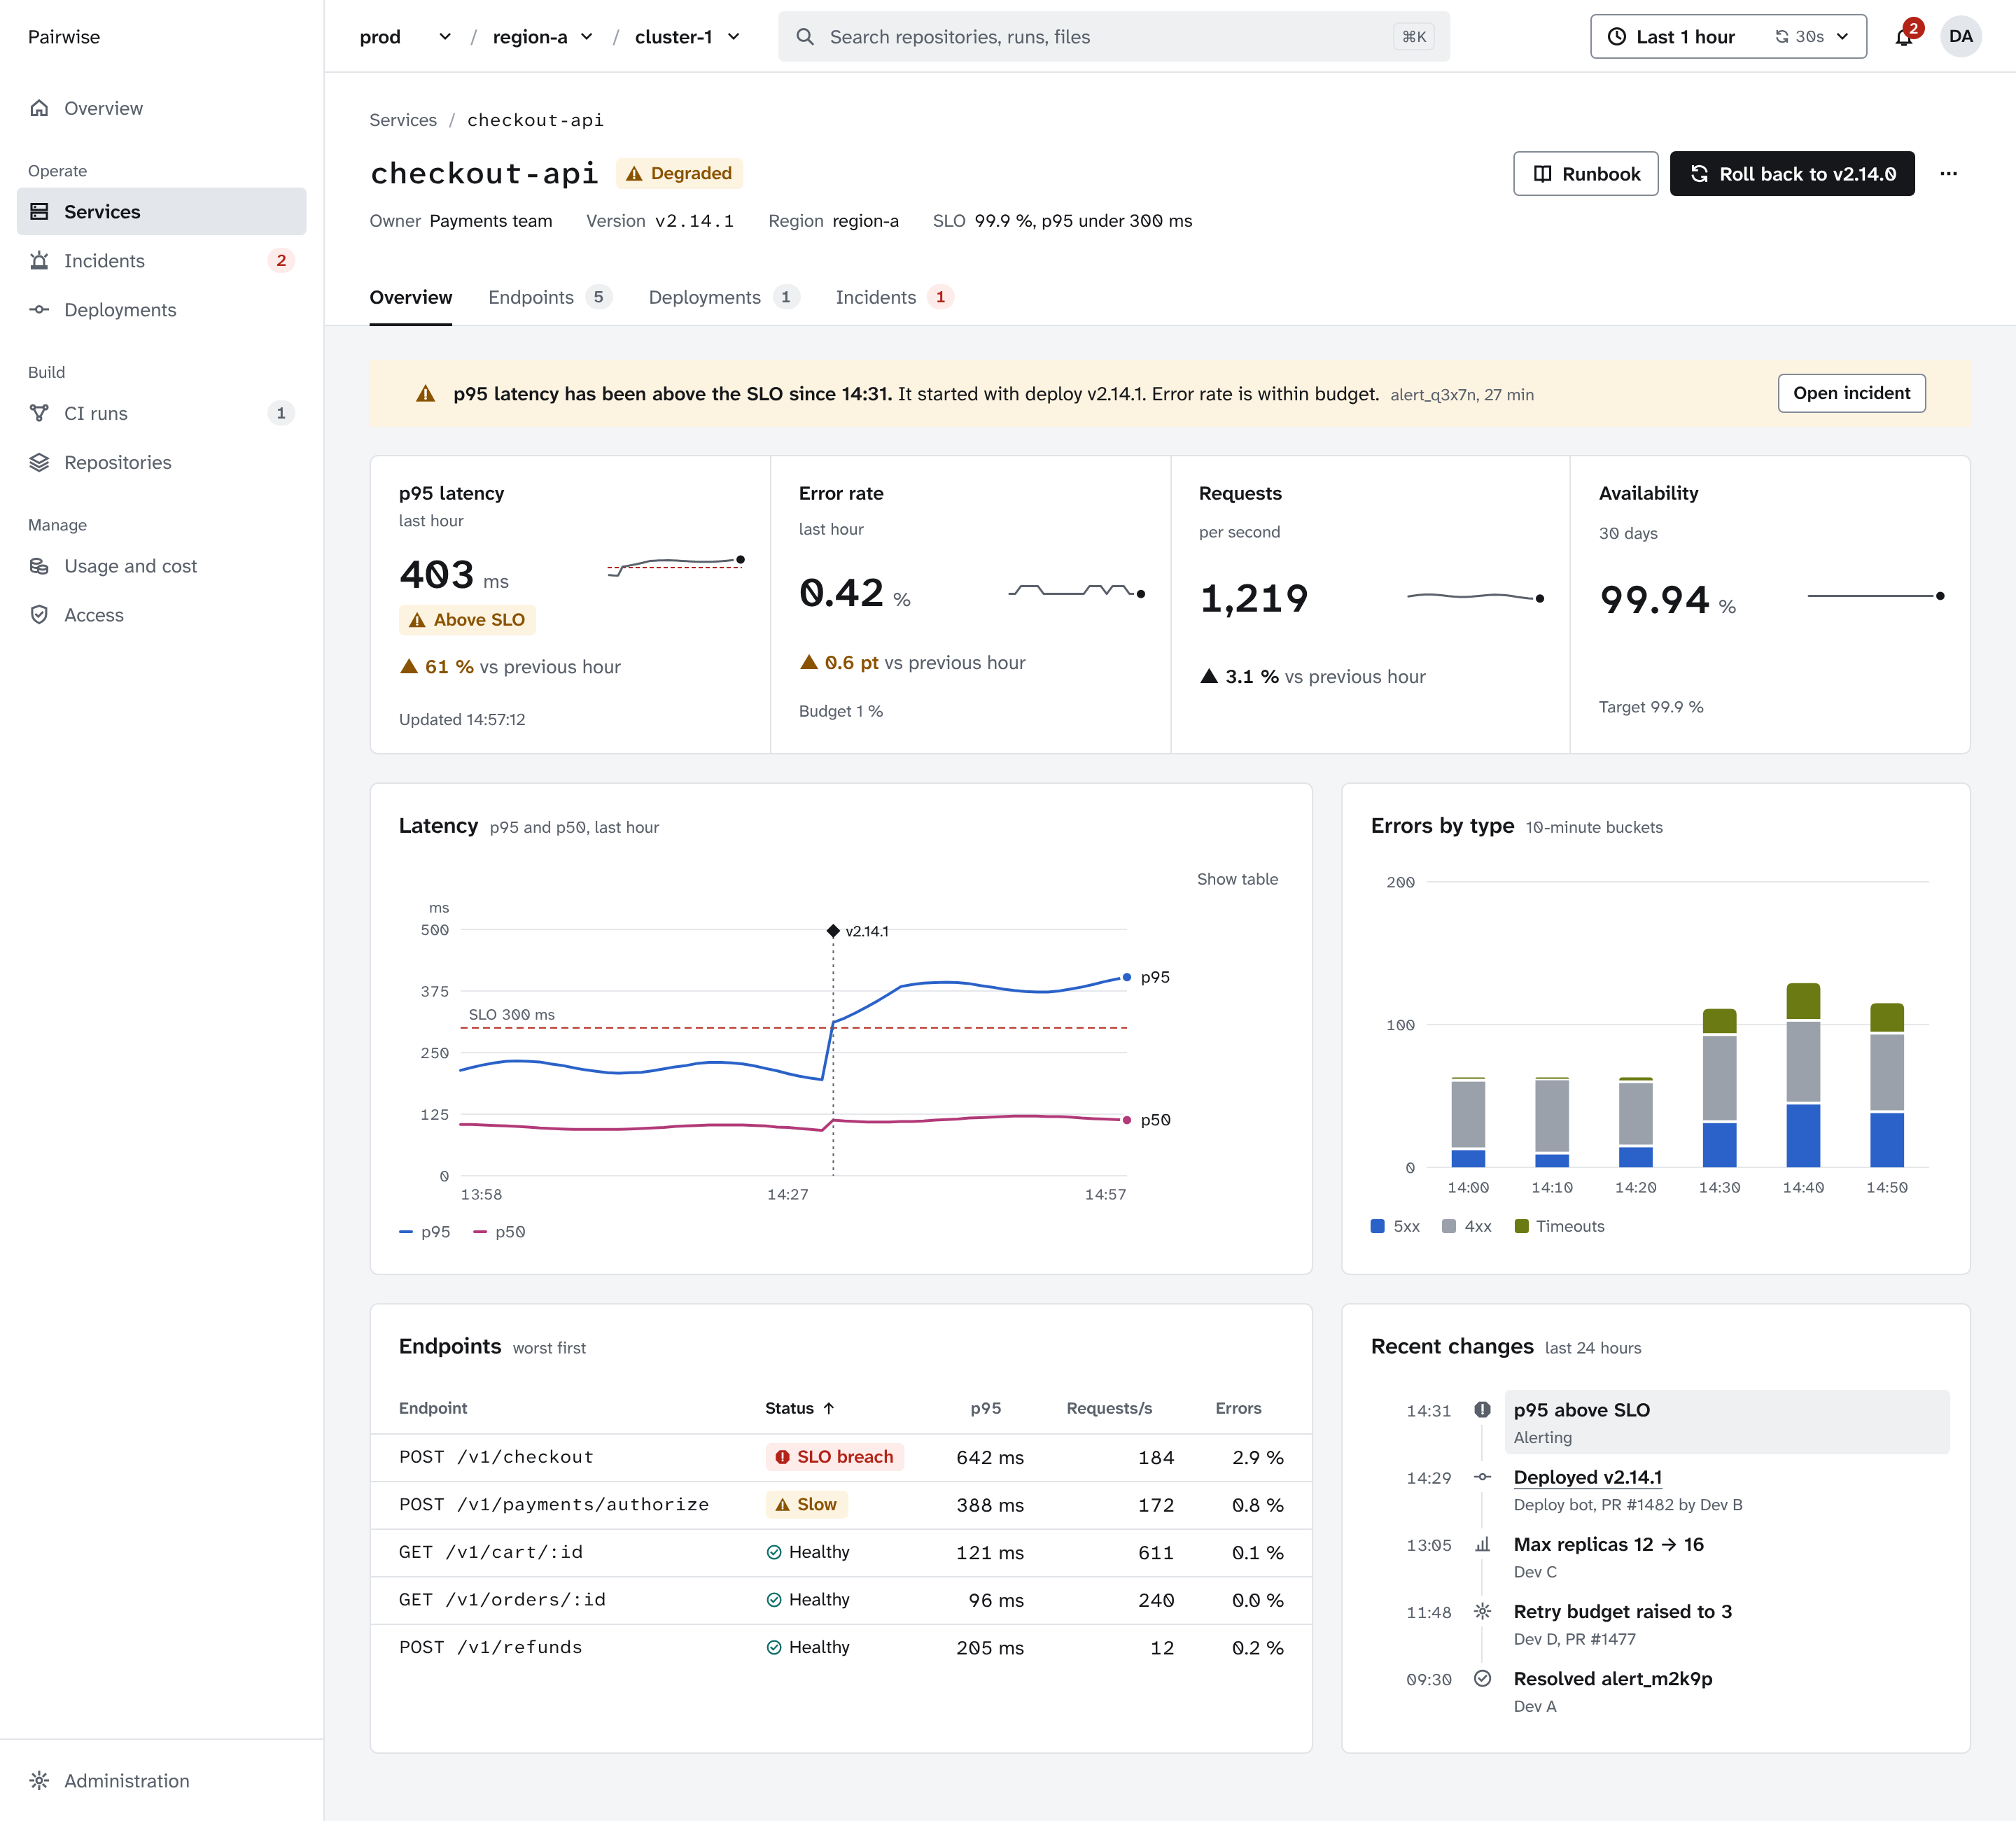 Pairwise
Overview
Operate
Services
Incidents 2
Deployments
Build
CI runs 1
Repositories
Manage
Usage and cost
Access
Administration
prod / region-a / cluster-1
Search repositories, runs, files ⌘K
Last 1 hour 30s
2
DA
Services / checkout-api
checkout-api Degraded
Runbook
Roll back to v2.14.0
Owner Payments team Version v2.14.1 Region region-a SLO 99.9 %, p95 under 300 ms
Overview Endpoints 5 Deployments 1 Incidents 1
p95 latency has been above the SLO since 14:31. It started with deploy v2.14.1. Error rate is within budget. alert_q3x7n, 27 min
Open incident
p95 latency
last hour
403 ms
Above SLO
61 % vs previous hour
Updated 14:57:12
Error rate
last hour
0.42 %
0.6 pt vs previous hour
Budget 1 %
Requests
per second
1,219
3.1 % vs previous hour
Availability
30 days
99.94 %
Target 99.9 %
Latency p95 and p50, last hour
Show table
ms
500
375
250
125
0
SLO 300 ms
v2.14.1
p95
p50
13:58 14:27 14:57
p95 p50
Errors by type 10-minute buckets
200
100
0
14:00 14:10 14:20 14:30 14:40 14:50
5xx 4xx Timeouts
Endpoints worst first
Endpoint Status p95 Requests/s Errors
POST /v1/checkout SLO breach 642 ms 184 2.9 %
POST /v1/payments/authorize Slow 388 ms 172 0.8 %
GET /v1/cart/:id Healthy 121 ms 611 0.1 %
GET /v1/orders/:id Healthy 96 ms 240 0.0 %
POST /v1/refunds Healthy 205 ms 12 0.2 %
Recent changes last 24 hours
14:31 p95 above SLO
Alerting
14:29 Deployed v2.14.1
Deploy bot, PR #1482 by Dev B
13:05 Max replicas 12 → 16
Dev C
11:48 Retry budget raised to 3
Dev D, PR #1477
09:30 Resolved alert_m2k9p
Dev A